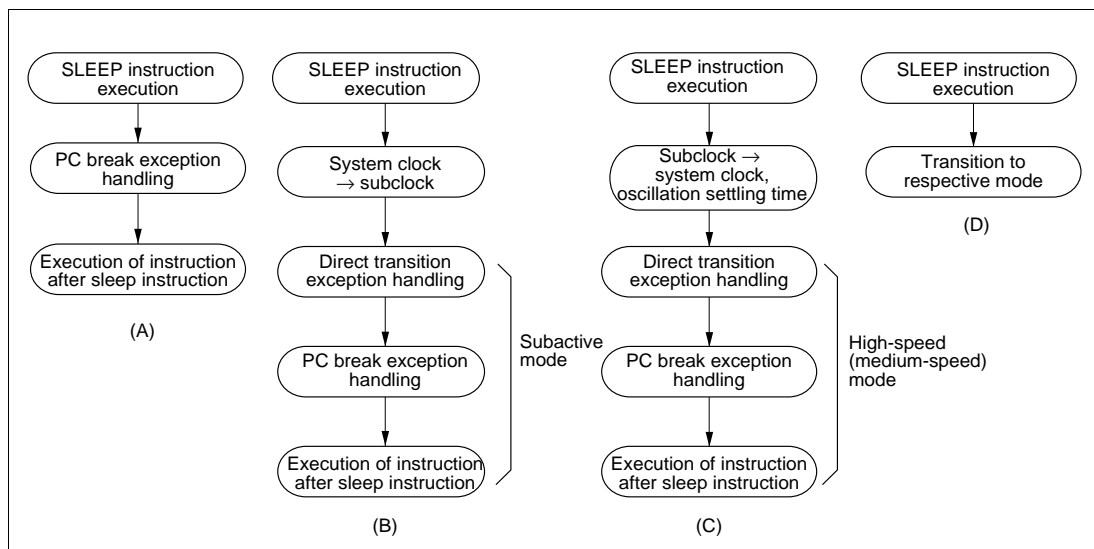 SLEEP instruction
execution
PC break exception
handling
Execution of instruction
after sleep instruction
(A)
SLEEP instruction
execution
System clock
→ subclock
Direct transition
exception handling
PC break exception
handling
Execution of instruction
after sleep instruction
Subactive
mode
(B)
SLEEP instruction
execution
Subclock →
system clock,
oscillation settling time
Direct transition
exception handling
PC break exception
handling
Execution of instruction
after sleep instruction
High-speed
(medium-speed)
mode
(C)
SLEEP instruction
execution
Transition to
respective mode
(D)